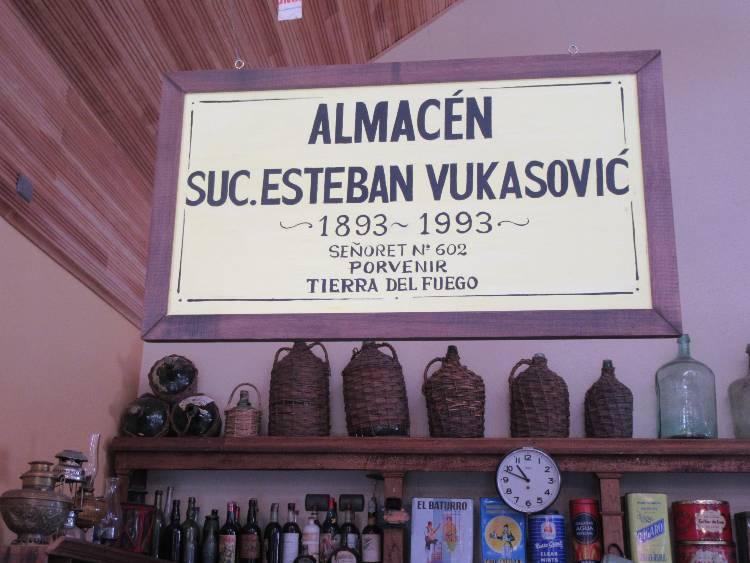 ALMACÉN
SUC. ESTEBAN VUKASOVIĆ
~ 1893 ~ 1993 ~
SEÑORET Nº 602
PORVENIR
TIERRA DEL FUEGO
EL BATURRO